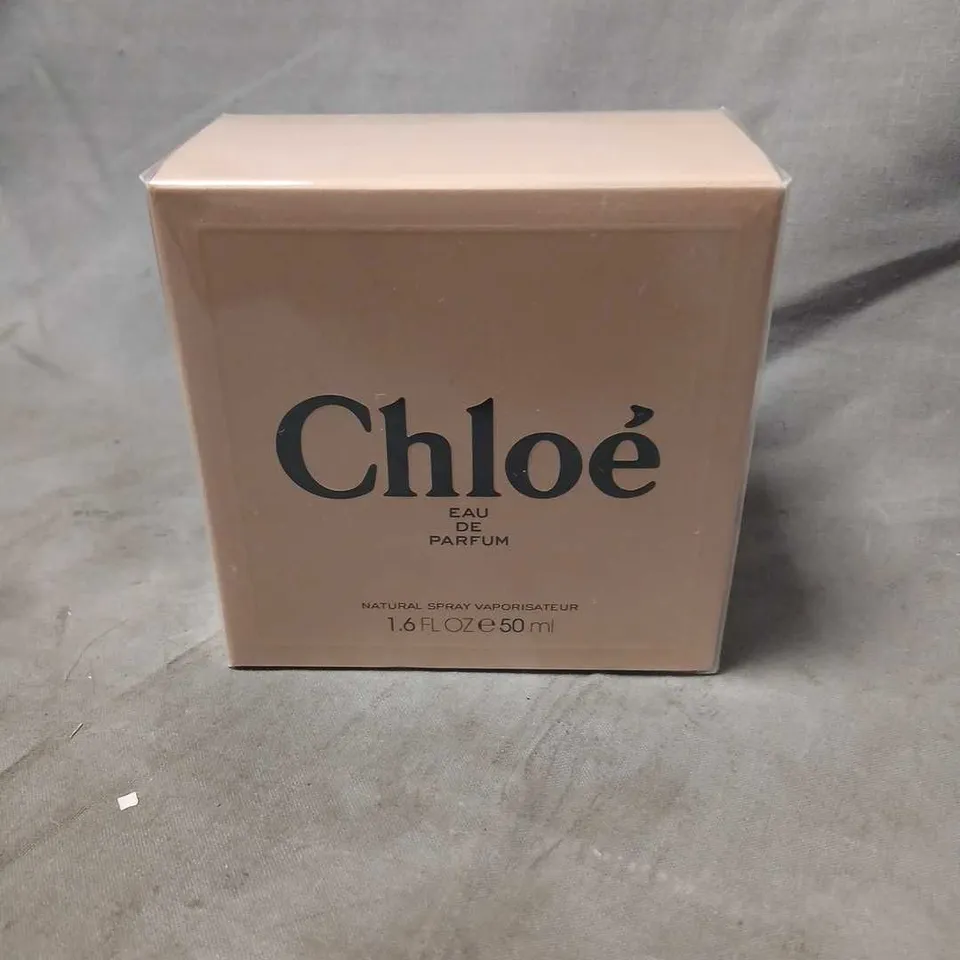 Chloé
EAU
DE
PARFUM
NATURAL SPRAY VAPORISATEUR
1.6 FL OZ ℮ 50 ml